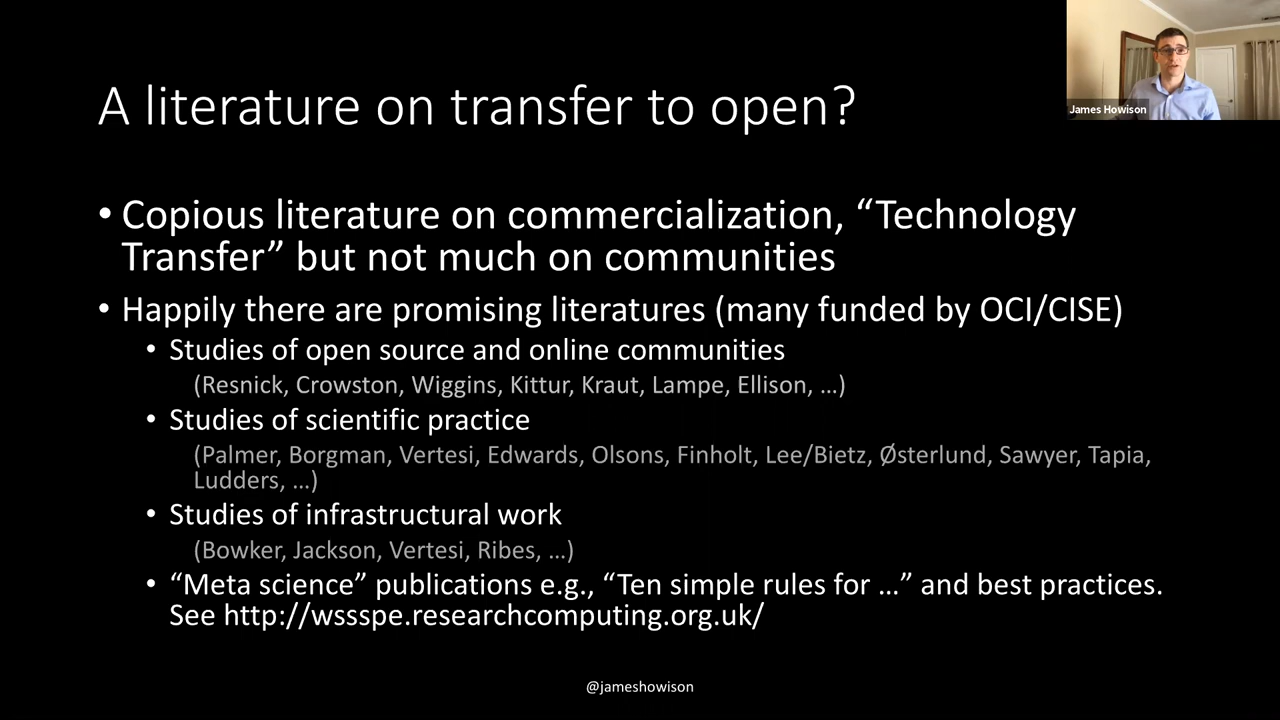 A literature on transfer to open?
James Howison
• Copious literature on commercialization, “Technology
Transfer” but not much on communities
• Happily there are promising literatures (many funded by OCI/CISE)
• Studies of open source and online communities
(Resnick, Crowston, Wiggins, Kittur, Kraut, Lampe, Ellison, …)
• Studies of scientific practice
(Palmer, Borgman, Vertesi, Edwards, Olsons, Finholt, Lee/Bietz, Østerlund, Sawyer, Tapia,
Ludders, …)
• Studies of infrastructural work
(Bowker, Jackson, Vertesi, Ribes, …)
• “Meta science” publications e.g., “Ten simple rules for …” and best practices.
See http://wssspe.researchcomputing.org.uk/
@jameshowison